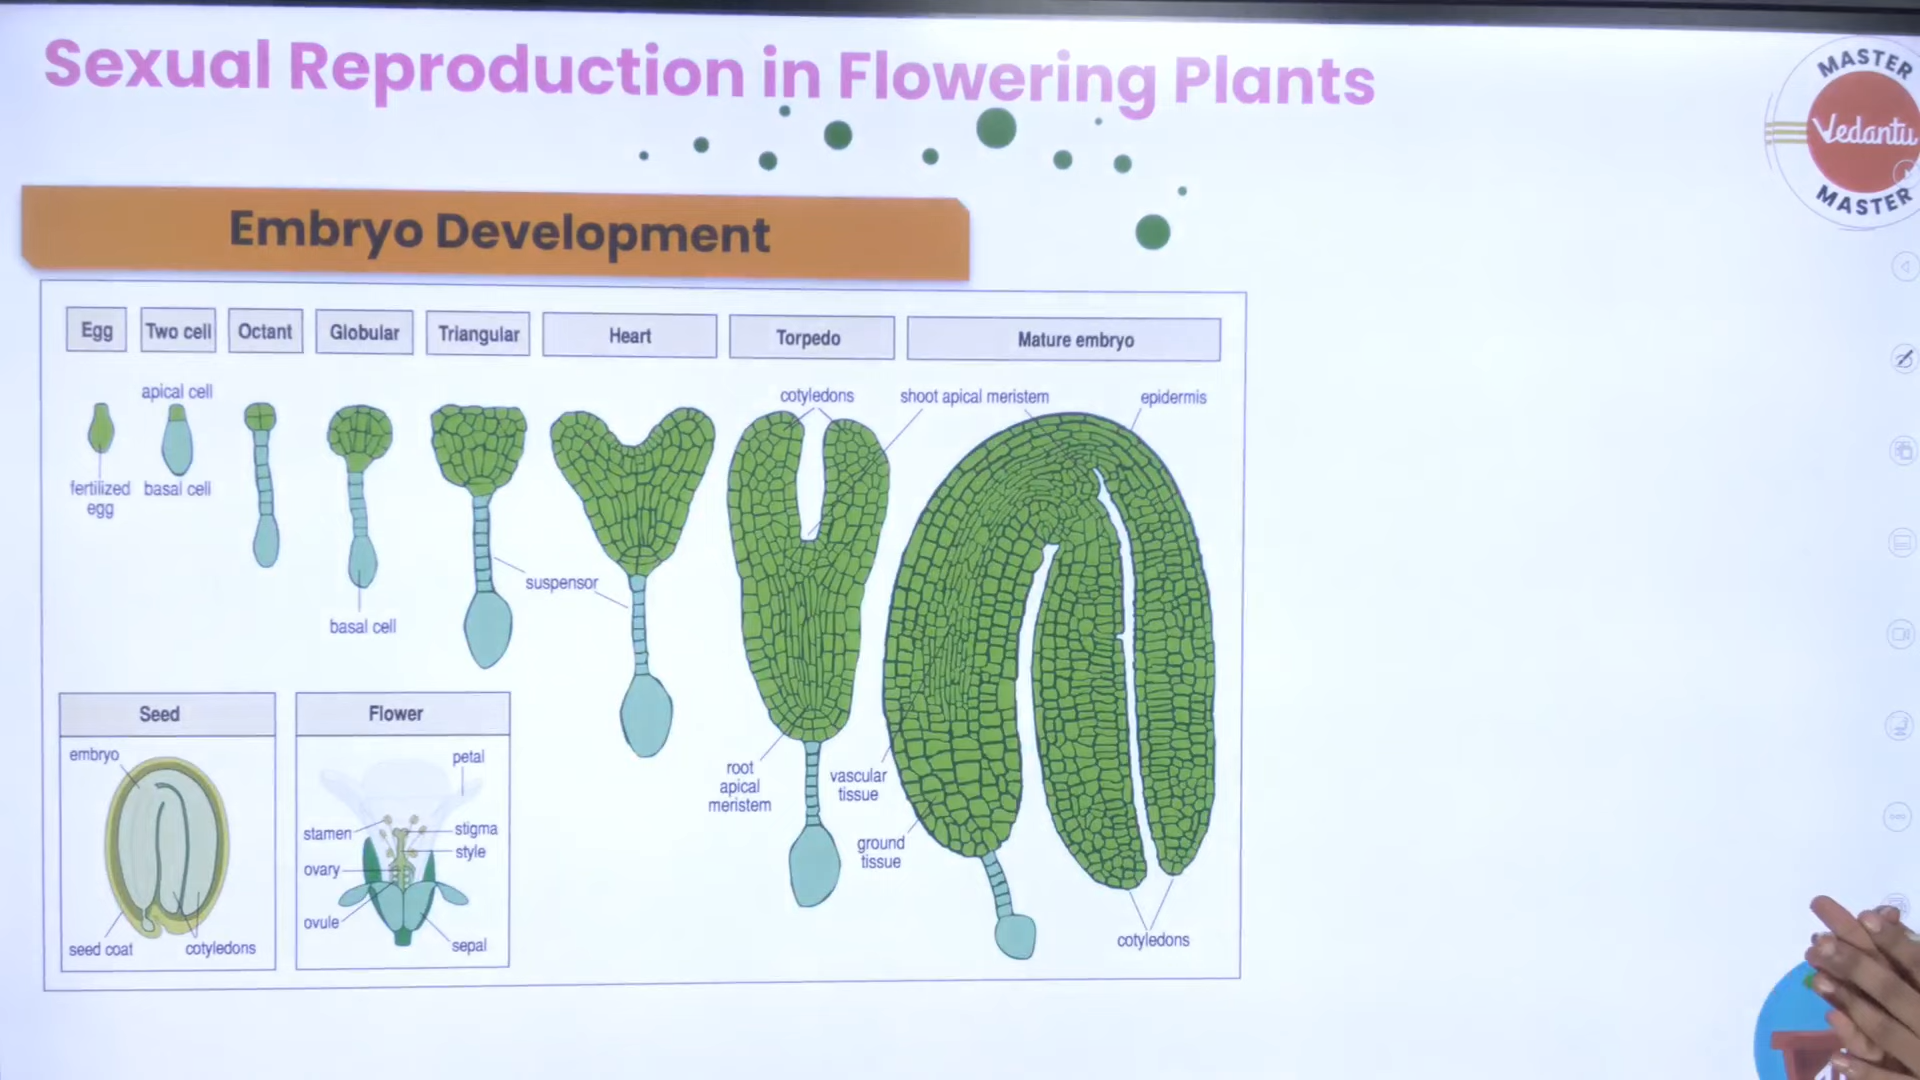 Sexual Reproduction in Flowering Plants
MASTER
Vedantu
MASTER
Embryo Development
Egg
Two cell
Octant
Globular
Triangular
Heart
Torpedo
Mature embryo
apical cell
cotyledons
shoot apical meristem
epidermis
fertilized
egg
basal cell
suspensor
basal cell
Seed
Flower
embryo
petal
root
apical
meristem
vascular
tissue
stamen
stigma
style
ground
tissue
ovary
ovule
seed coat
cotyledons
sepal
cotyledons